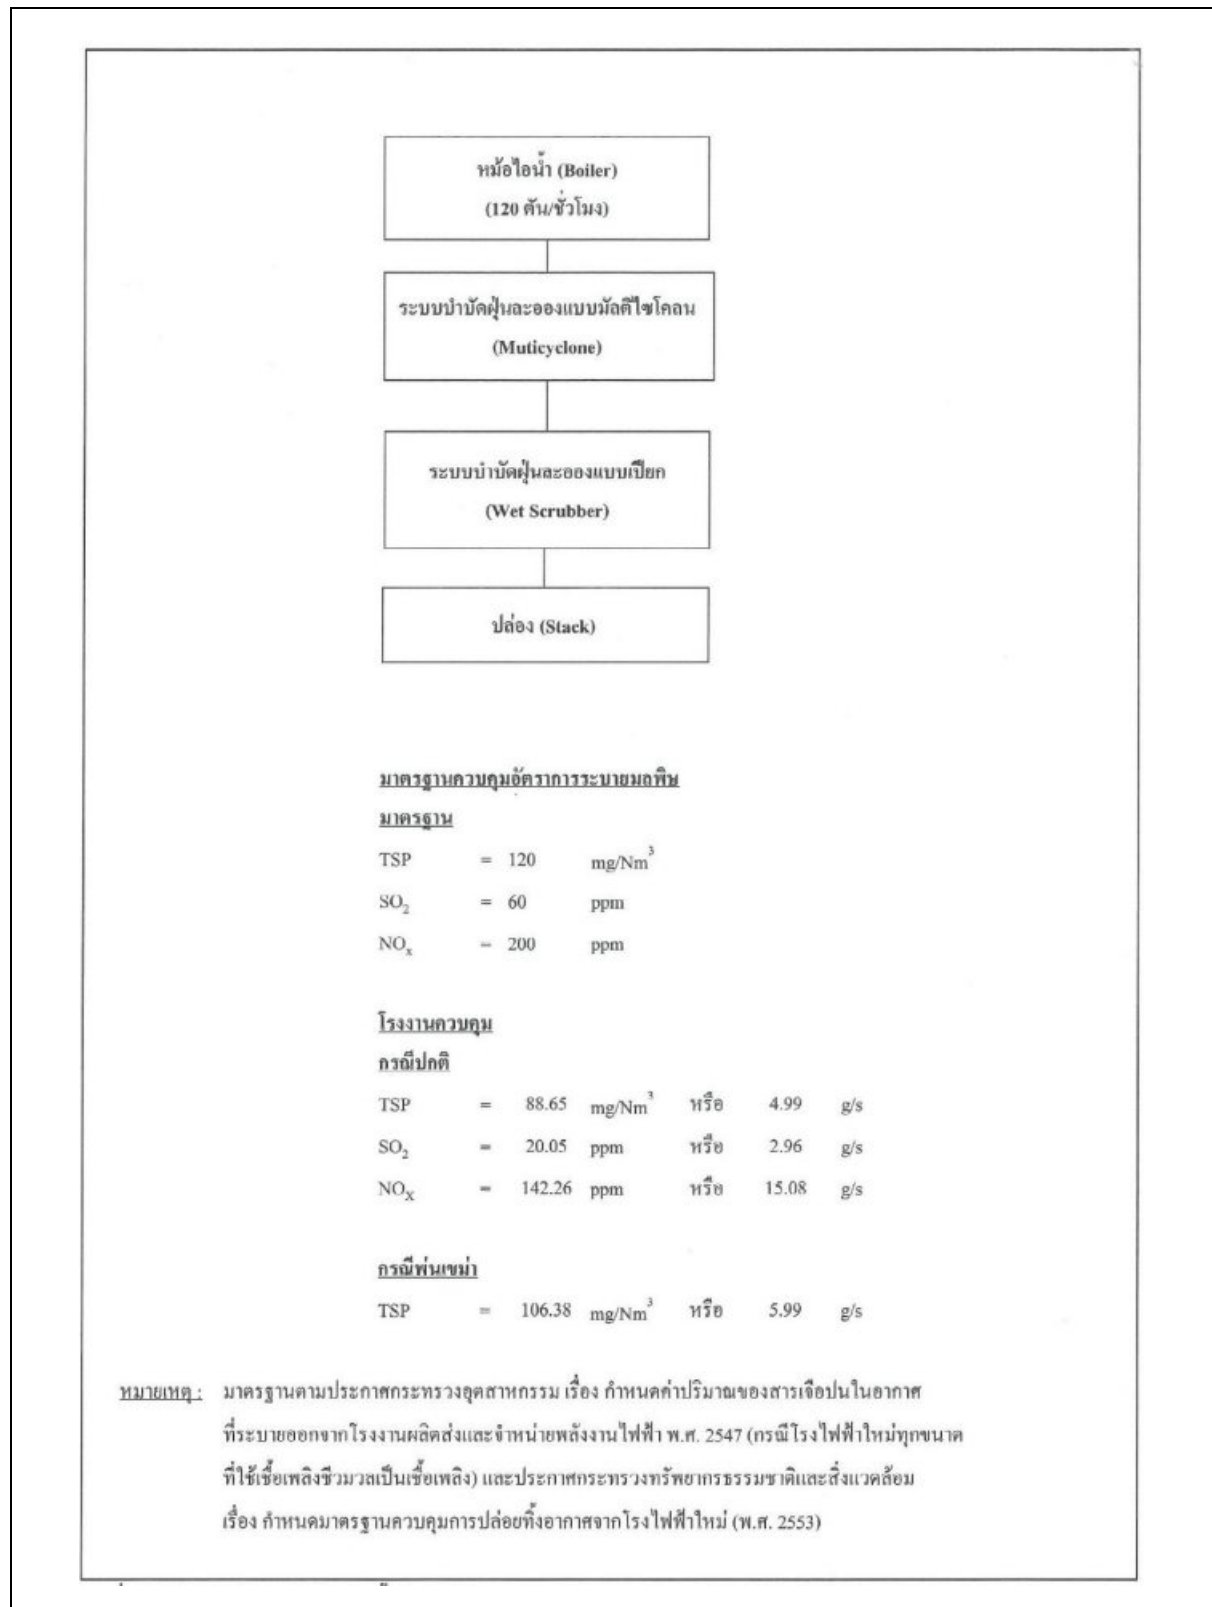 หม้อไอน้ำ (Boiler)
(120 ตัน/ชั่วโมง)
ระบบบำบัดฝุ่นละอองแบบมัลติไซโคลน
(Muticyclone)
ระบบบำบัดฝุ่นละอองแบบเปียก
(Wet Scrubber)
ปล่อง (Stack)
มาตรฐานควบคุมอัตราการระบายมลพิษ
มาตรฐาน
TSP = 120 mg/Nm³
SO₂ = 60 ppm
NOₓ = 200 ppm
โรงงานควบคุม
กรณีปกติ
TSP = 88.65 mg/Nm³ หรือ 4.99 g/s
SO₂ = 20.05 ppm หรือ 2.96 g/s
NOX = 142.26 ppm หรือ 15.08 g/s
กรณีพ่นเขม่า
TSP = 106.38 mg/Nm³ หรือ 5.99 g/s
หมายเหตุ : มาตรฐานตามประกาศกระทรวงอุตสาหกรรม เรื่อง กำหนดค่าปริมาณของสารเจือปนในอากาศ
ที่ระบายออกจากโรงงานผลิตส่งและจำหน่ายพลังงานไฟฟ้า พ.ศ. 2547 (กรณีโรงไฟฟ้าใหม่ทุกขนาด
ที่ใช้เชื้อเพลิงชีวมวลเป็นเชื้อเพลิง) และประกาศกระทรวงทรัพยากรธรรมชาติและสิ่งแวดล้อม
เรื่อง กำหนดมาตรฐานควบคุมการปล่อยทิ้งอากาศจากโรงไฟฟ้าใหม่ (พ.ศ. 2553)